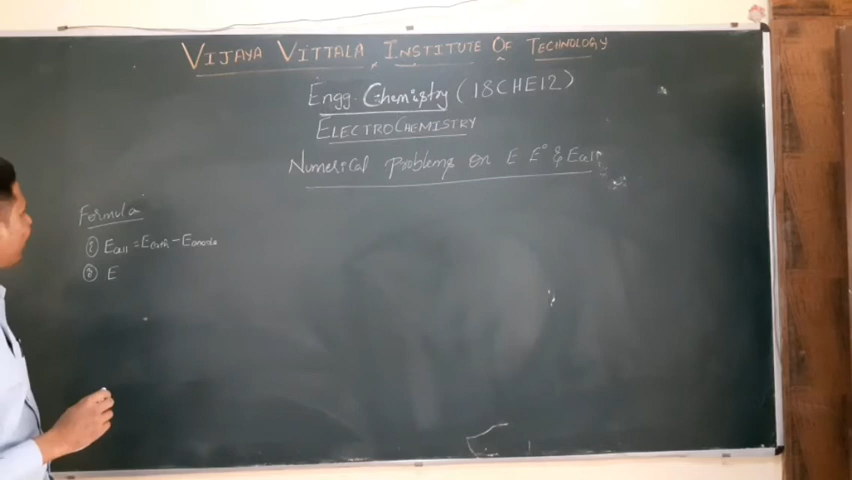 VIJAYA VITTALA INSTITUTE OF TECHNOLOGY
Engg. Chemistry (18CHE12)
ELECTROCHEMISTRY
Numerical Problems on E E° & Ecell
Formula
① Ecell = Ecath - Eanode
② E